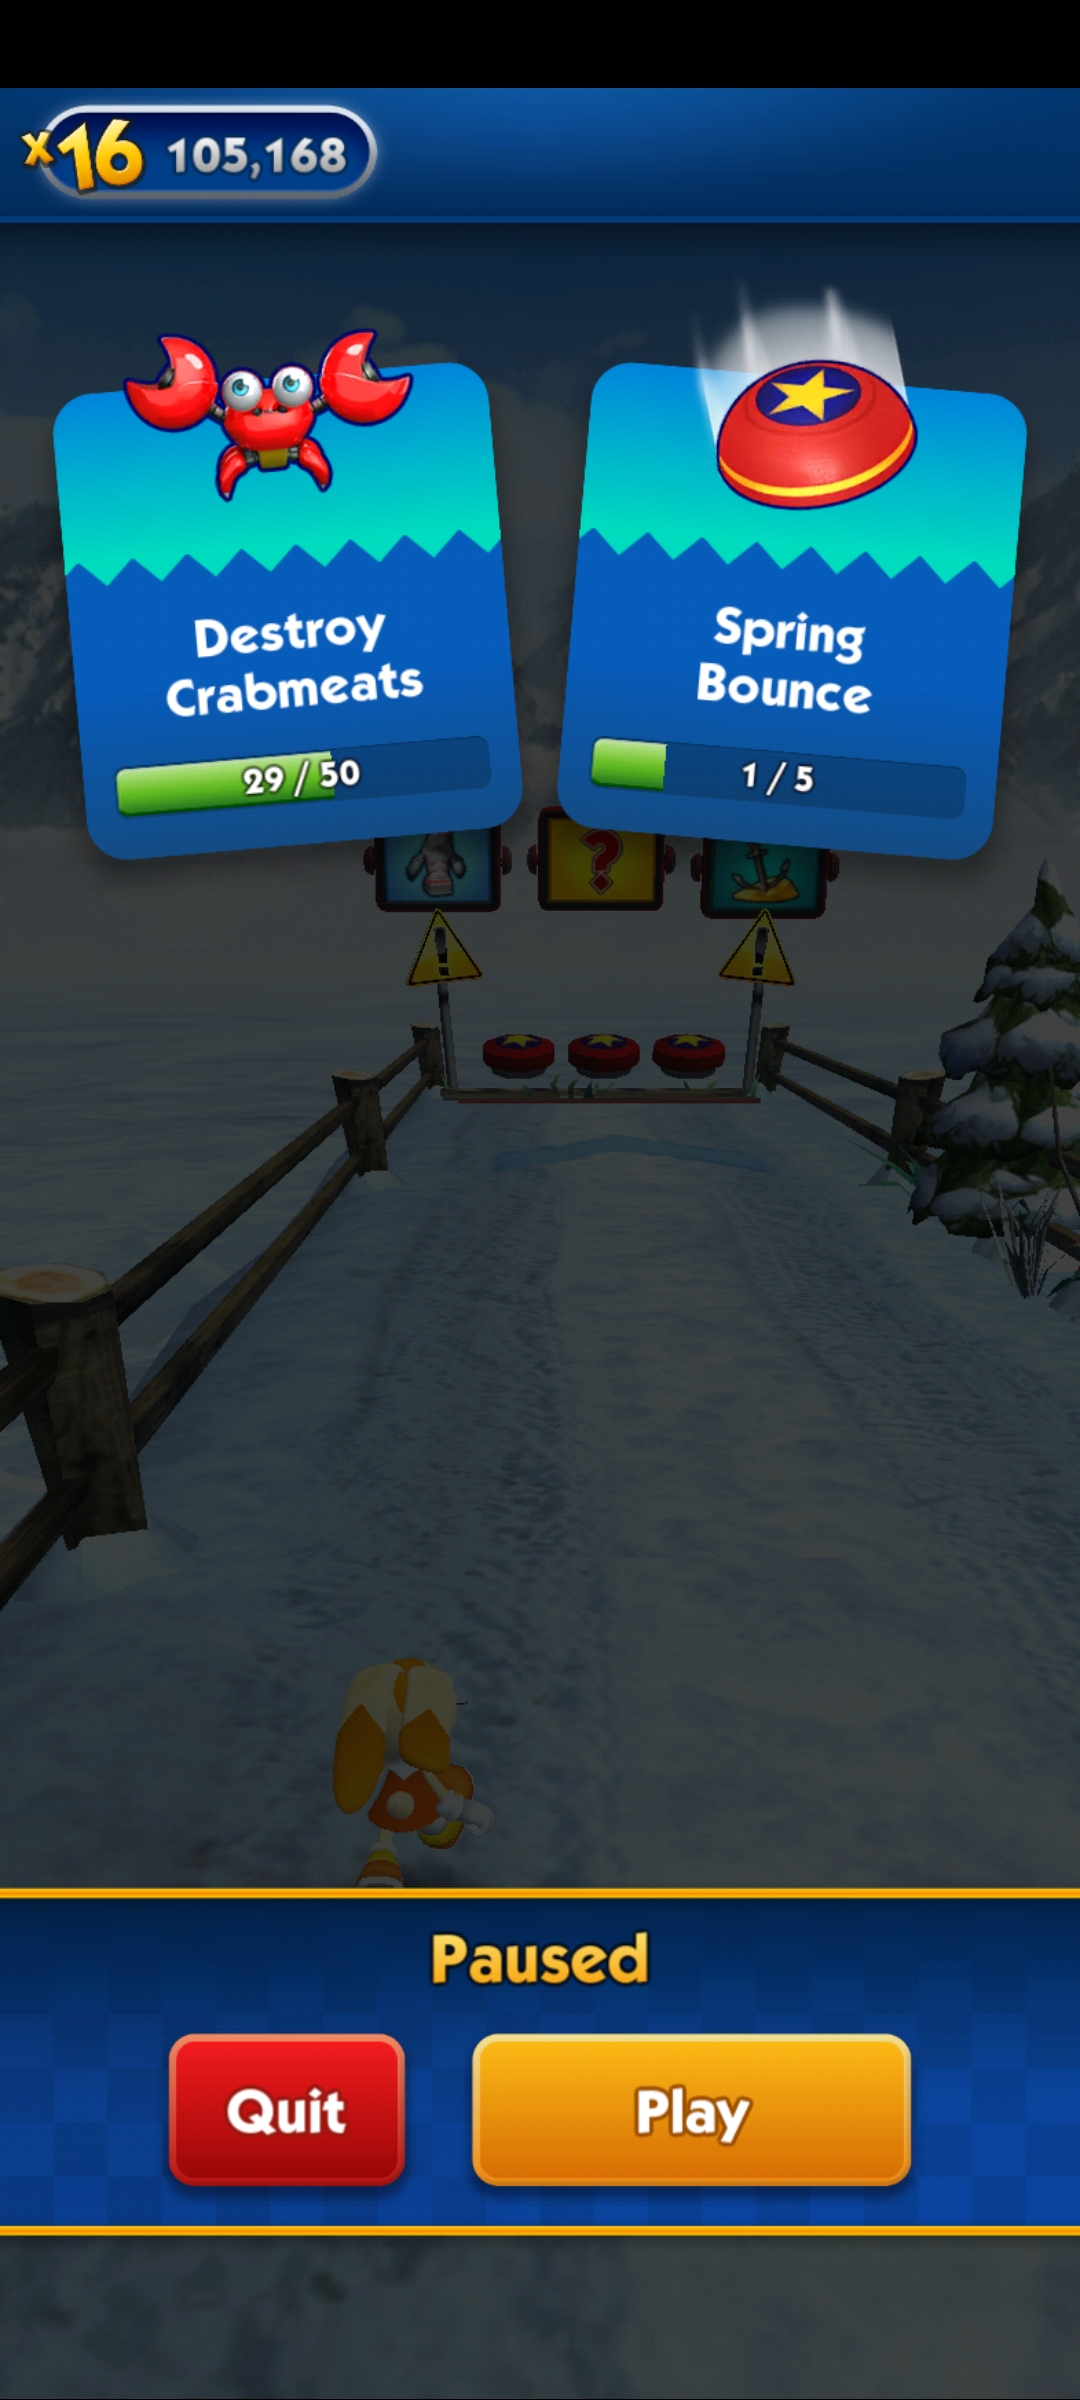 x16 105,168
Destroy
Crabmeats
29 / 50
Spring
Bounce
1 / 5
?
!
!
Paused
Quit
Play